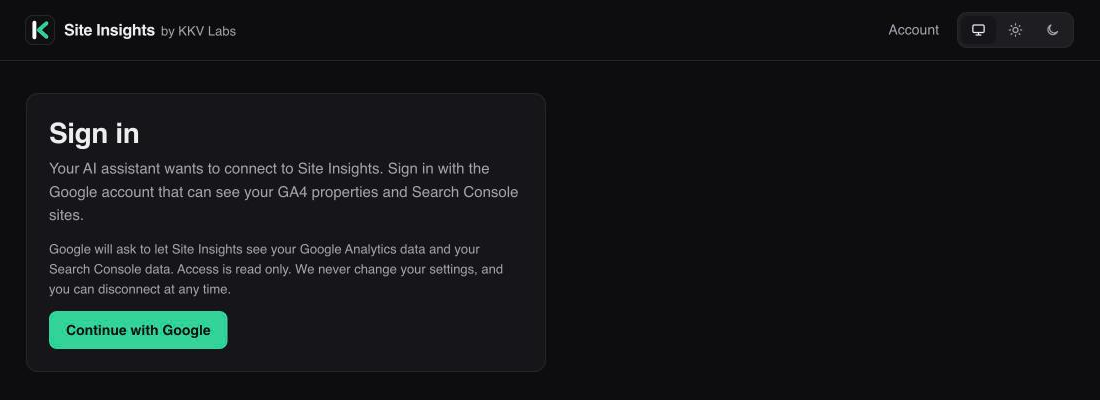 Site Insights by KKV Labs
Account
Sign in
Your AI assistant wants to connect to Site Insights. Sign in with the
Google account that can see your GA4 properties and Search Console
sites.
Google will ask to let Site Insights see your Google Analytics data and your
Search Console data. Access is read only. We never change your settings, and
you can disconnect at any time.
Continue with Google